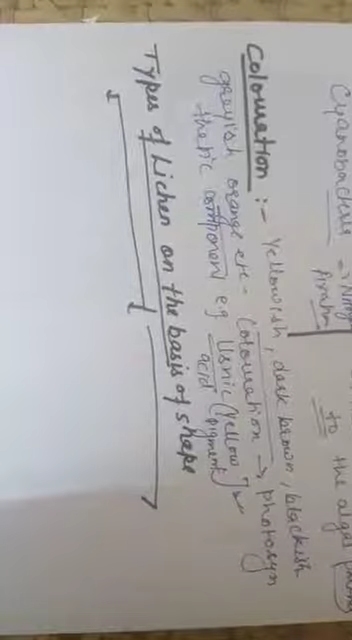 to the algal
Cyanobacteria →
Colouration :- Yellowish, dark brown, blackish
greyish orange etc - Colouration → photosyn
thetic component eg Usnic (Yellow
acid pigment)
Types of Lichen on the basis of shape